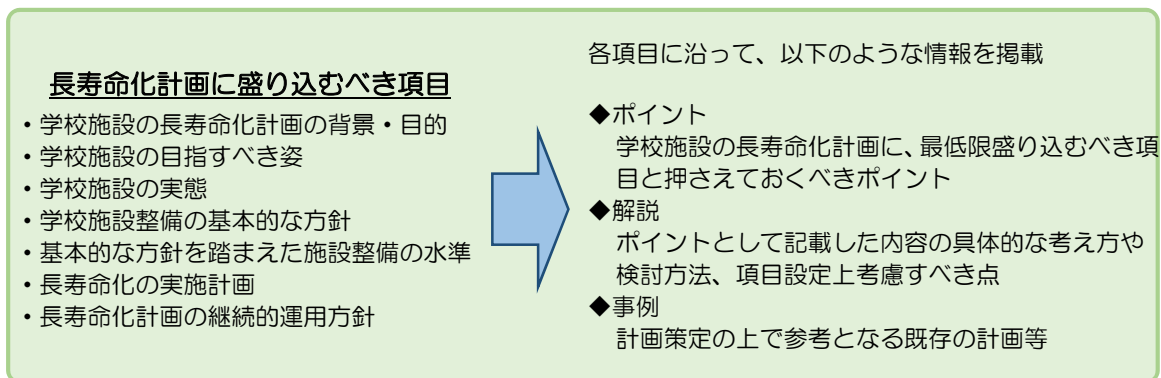 長寿命化計画に盛り込むべき項目
・学校施設の長寿命化計画の背景・目的
・学校施設の目指すべき姿
・学校施設の実態
・学校施設整備の基本的な方針
・基本的な方針を踏まえた施設整備の水準
・長寿命化の実施計画
・長寿命化計画の継続的運用方針
各項目に沿って、以下のような情報を掲載
◆ポイント
学校施設の長寿命化計画に、最低限盛り込むべき項
目と押さえておくべきポイント
◆解説
ポイントとして記載した内容の具体的な考え方や
検討方法、項目設定上考慮すべき点
◆事例
計画策定の上で参考となる既存の計画等